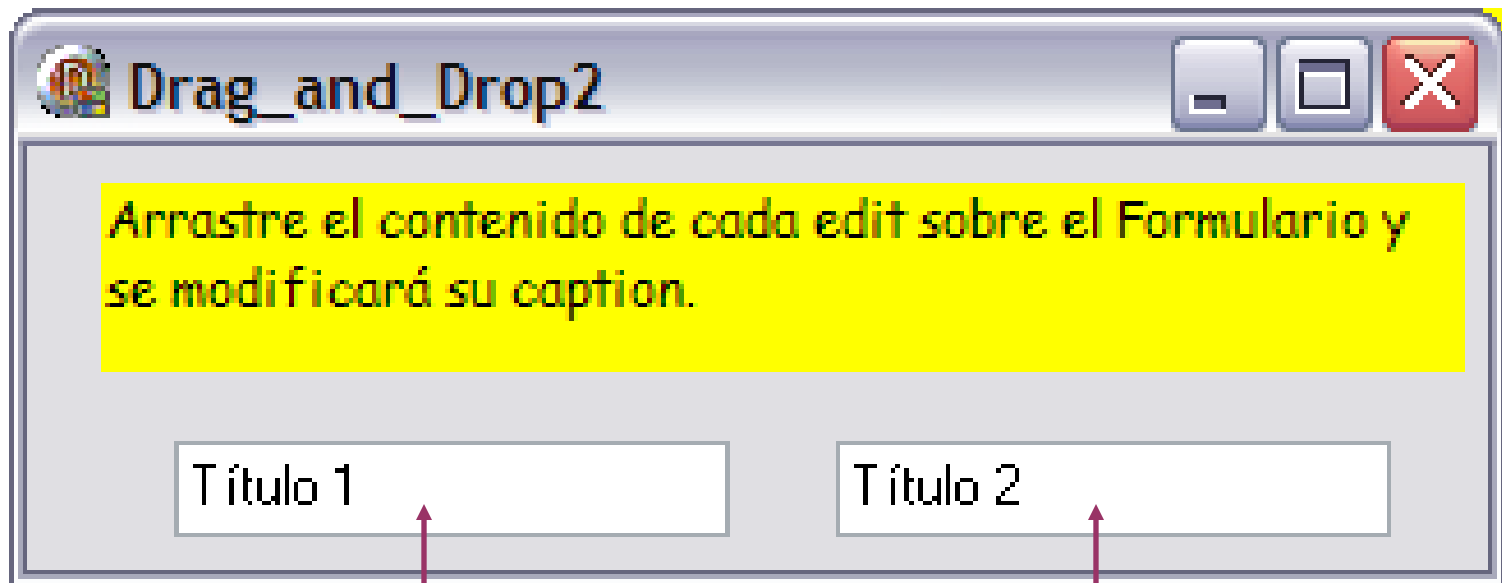 Drag_and_Drop2
Arrastre el contenido de cada edit sobre el Formulario y
se modificará su caption.
Título 1
Título 2